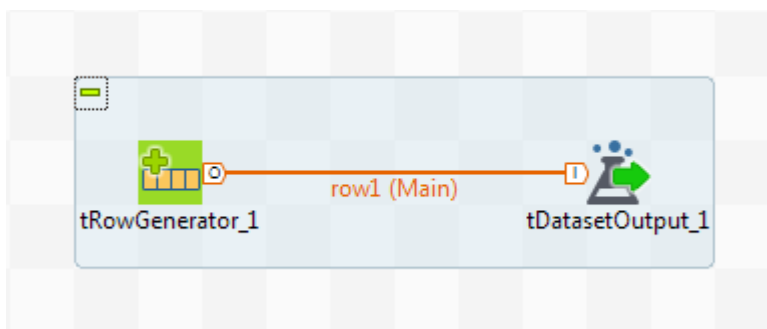 O
I
row1 (Main)
tRowGenerator_1
tDatasetOutput_1